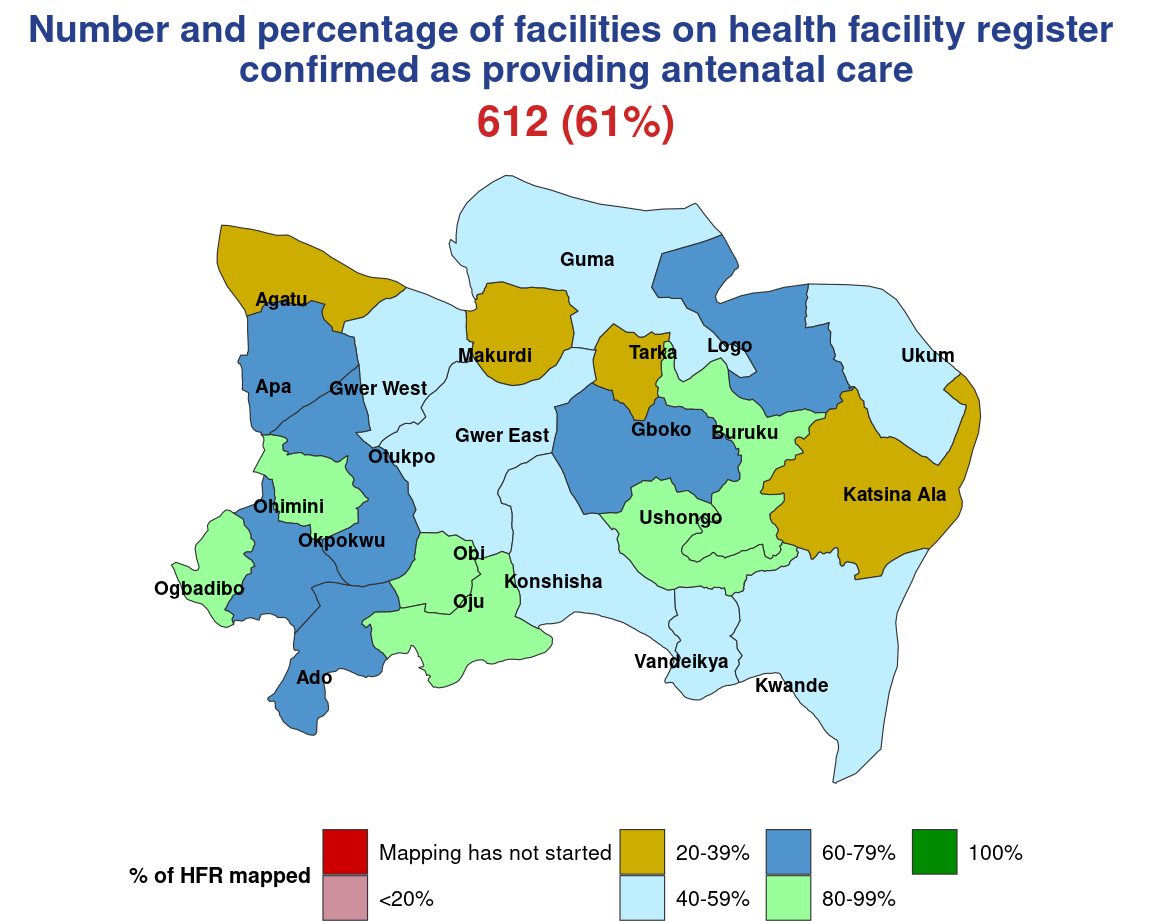 Number and percentage of facilities on health facility register
confirmed as providing antenatal care
612 (61%)
Guma
Agatu
Makurdi
Tarka
Logo
Ukum
Apa
Gwer West
Gwer East
Gboko
Buruku
Otukpo
Katsina Ala
Ohimini
Ushongo
Okpokwu
Obi
Ogbadibo
Konshisha
Oju
Vandeikya
Ado
Kwande
% of HFR mapped
Mapping has not started
<20%
20-39%
40-59%
60-79%
80-99%
100%